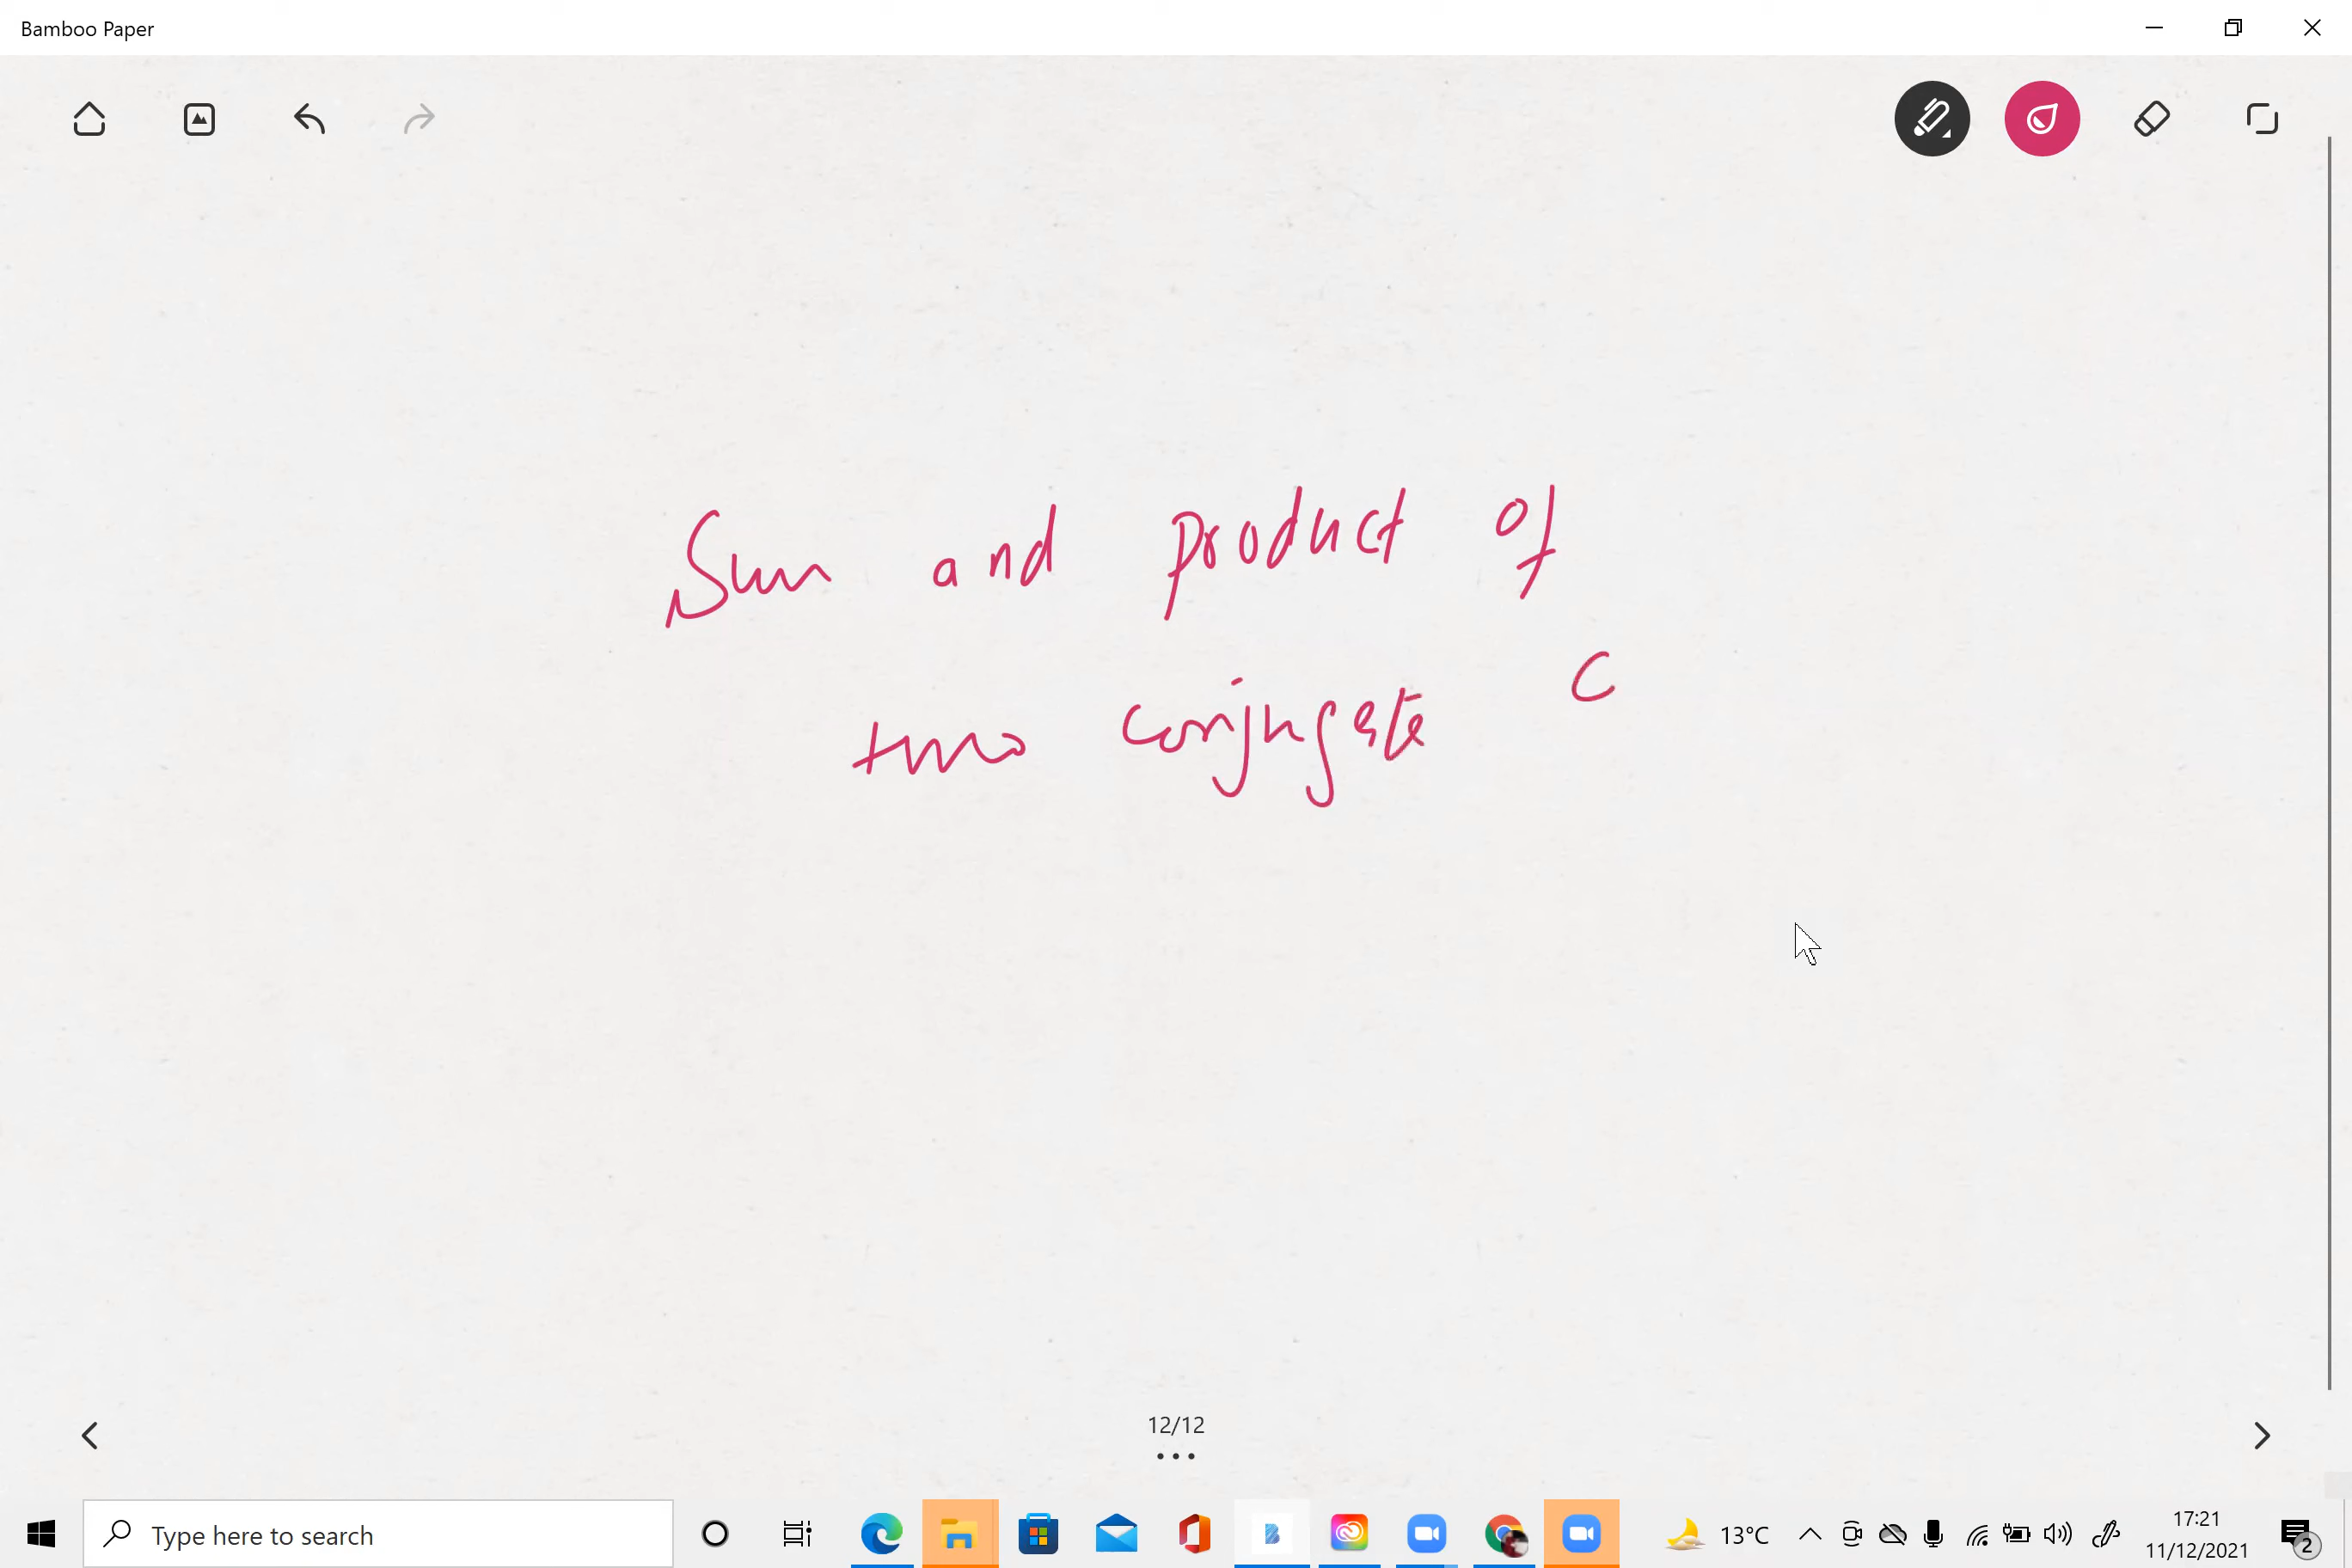 Bamboo Paper
Sum and product of
two conjugate C
12/12
Type here to search
13°C
17:21
11/12/2021
2